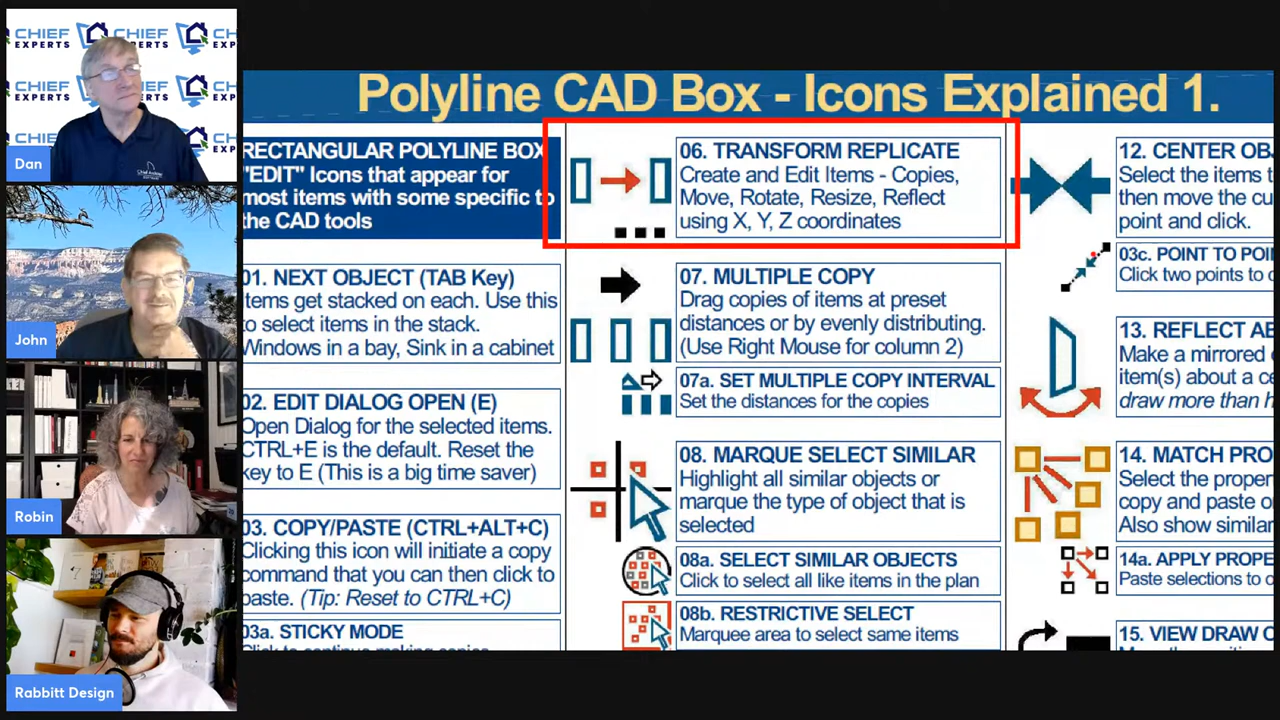 CHIEF
EXPERTS
CHIEF
EXPERTS
CHIEF
Dan
John
Robin
Rabbitt Design
Polyline CAD Box - Icons Explained 1.
RECTANGULAR POLYLINE BOX
"EDIT" Icons that appear for
most items with some specific to
the CAD tools
01. NEXT OBJECT (TAB Key)
Items get stacked on each. Use this
to select items in the stack.
Windows in a bay, Sink in a cabinet
02. EDIT DIALOG OPEN (E)
Open Dialog for the selected items.
CTRL+E is the default. Reset the
key to E (This is a big time saver)
03. COPY/PASTE (CTRL+ALT+C)
Clicking this icon will initiate a copy
command that you can then click to
paste. (Tip: Reset to CTRL+C)
03a. STICKY MODE
06. TRANSFORM REPLICATE
Create and Edit Items - Copies,
Move, Rotate, Resize, Reflect
using X, Y, Z coordinates
07. MULTIPLE COPY
Drag copies of items at preset
distances or by evenly distributing.
(Use Right Mouse for column 2)
07a. SET MULTIPLE COPY INTERVAL
Set the distances for the copies
08. MARQUE SELECT SIMILAR
Highlight all similar objects or
marque the type of object that is
selected
08a. SELECT SIMILAR OBJECTS
Click to select all like items in the plan
08b. RESTRICTIVE SELECT
Marquee area to select same items
12. CENTER OBJ
Select the items t
then move the cu
point and click.
03c. POINT TO POI
Click two points to
13. REFLECT AB
Make a mirrored
item(s) about a ce
draw more than h
14. MATCH PRO
Select the proper
copy and paste or
Also show similar
14a. APPLY PROPE
Paste selections to o
15. VIEW DRAW O